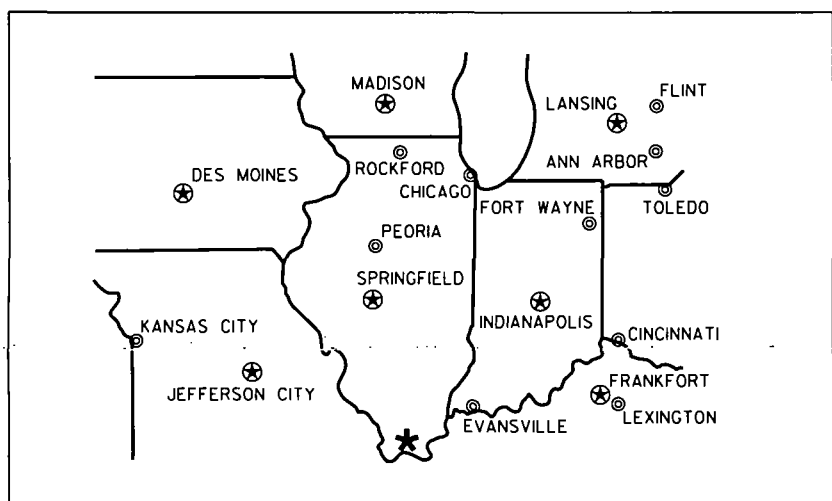 MADISON
FLINT
LANSING
ROCKFORD
ANN ARBOR
DES MOINES
CHICAGO
FORT WAYNE
TOLEDO
PEORIA
SPRINGFIELD
KANSAS CITY
INDIANAPOLIS
CINCINNATI
JEFFERSON CITY
FRANKFORT
EVANSVILLE
LEXINGTON